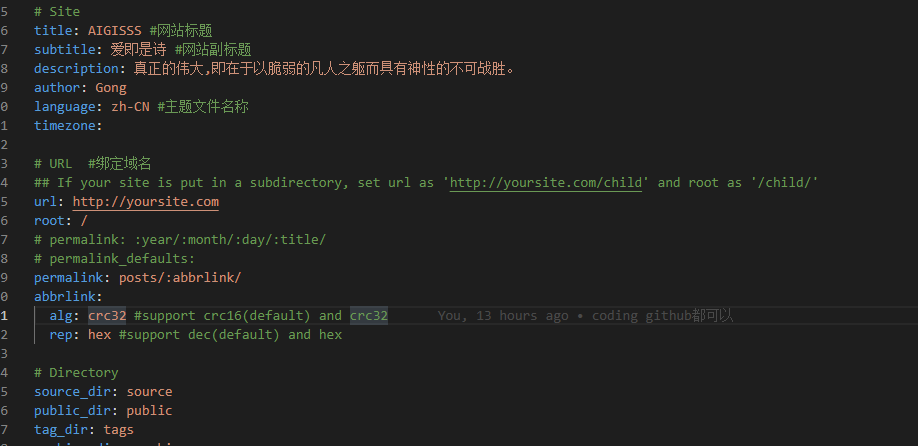 5 # Site
6 title: AIGISSS #网站标题
7 subtitle: 爱即是诗 #网站副标题
8 description: 真正的伟大,即在于以脆弱的凡人之躯而具有神性的不可战胜。
9 author: Gong
0 language: zh-CN #主题文件名称
1 timezone:
2
3 # URL  #绑定域名
4 ## If your site is put in a subdirectory, set url as 'http://yoursite.com/child' and root as '/child/'
5 url: http://yoursite.com
6 root: /
7 # permalink: :year/:month/:day/:title/
8 # permalink_defaults:
9 permalink: posts/:abbrlink/
0 abbrlink:
1   alg: crc32 #support crc16(default) and crc32 You, 13 hours ago • coding github都可以
2   rep: hex #support dec(default) and hex
3
4 # Directory
5 source_dir: source
6 public_dir: public
7 tag_dir: tags
8